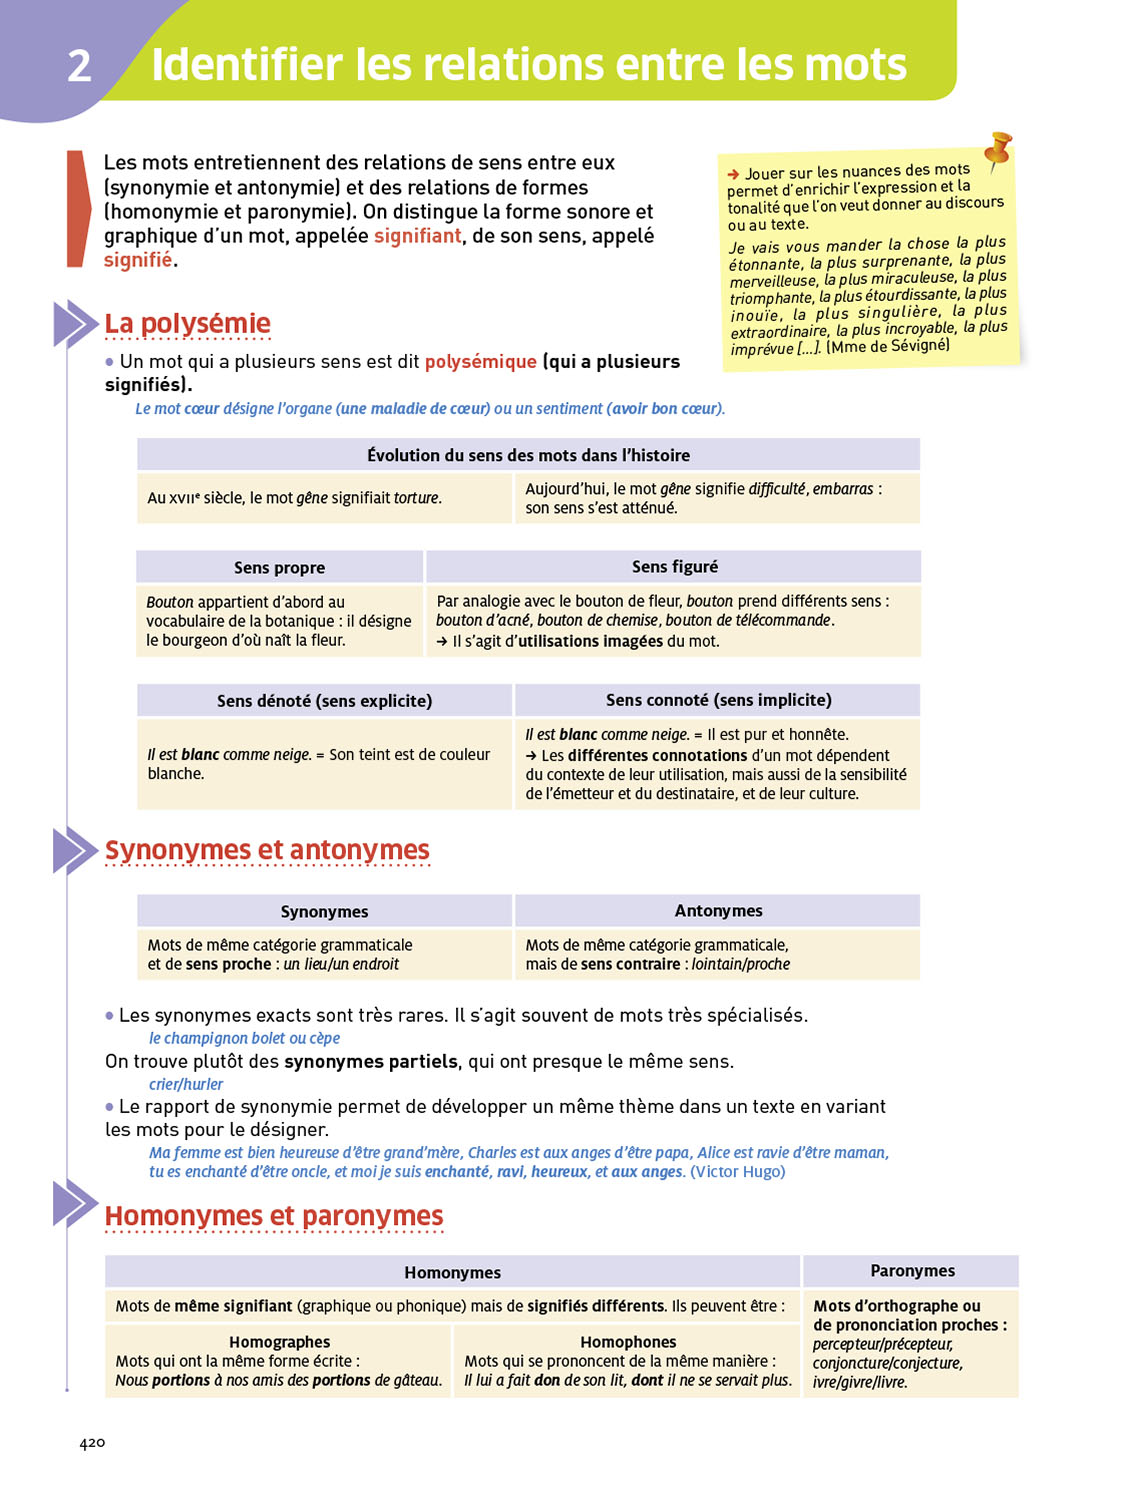 2 Identifier les relations entre les mots
Les mots entretiennent des relations de sens entre eux
(synonymie et antonymie) et des relations de formes
(homonymie et paronymie). On distingue la forme sonore et
graphique d'un mot, appelée signifiant, de son sens, appelé
signifié.
→ Jouer sur les nuances des mots
permet d'enrichir l'expression et la
tonalité que l'on veut donner au discours
ou au texte.
Je vais vous mander la chose la plus
étonnante, la plus surprenante, la plus
merveilleuse, la plus miraculeuse, la plus
triomphante, la plus étourdissante, la plus
inouïe, la plus singulière, la plus
extraordinaire, la plus incroyable, la plus
imprévue [...]. (Mme de Sévigné)
La polysémie
• Un mot qui a plusieurs sens est dit polysémique (qui a plusieurs
signifiés).
Le mot cœur désigne l'organe (une maladie de cœur) ou un sentiment (avoir bon cœur).
Évolution du sens des mots dans l'histoire
Au XVIIe siècle, le mot gêne signifiait torture.
Aujourd'hui, le mot gêne signifie difficulté, embarras :
son sens s'est atténué.
Sens propre
Bouton appartient d'abord au
vocabulaire de la botanique : il désigne
le bourgeon d'où naît la fleur.
Sens figuré
Par analogie avec le bouton de fleur, bouton prend différents sens :
bouton d'acné, bouton de chemise, bouton de télécommande.
→ Il s'agit d'utilisations imagées du mot.
Sens dénoté (sens explicite)
Il est blanc comme neige. = Son teint est de couleur
blanche.
Sens connoté (sens implicite)
Il est blanc comme neige. = Il est pur et honnête.
→ Les différentes connotations d'un mot dépendent
du contexte de leur utilisation, mais aussi de la sensibilité
de l'émetteur et du destinataire, et de leur culture.
Synonymes et antonymes
Synonymes
Mots de même catégorie grammaticale
et de sens proche : un lieu/un endroit
Antonymes
Mots de même catégorie grammaticale,
mais de sens contraire : lointain/proche
• Les synonymes exacts sont très rares. Il s'agit souvent de mots très spécialisés.
le champignon bolet ou cèpe
On trouve plutôt des synonymes partiels, qui ont presque le même sens.
crier/hurler
• Le rapport de synonymie permet de développer un même thème dans un texte en variant
les mots pour le désigner.
Ma femme est bien heureuse d'être grand'mère, Charles est aux anges d'être papa, Alice est ravie d'être maman,
tu es enchanté d'être oncle, et moi je suis enchanté, ravi, heureux, et aux anges. (Victor Hugo)
Homonymes et paronymes
Homonymes
Mots de même signifiant (graphique ou phonique) mais de signifiés différents. Ils peuvent être :
Homographes
Mots qui ont la même forme écrite :
Nous portions à nos amis des portions de gâteau.
Homophones
Mots qui se prononcent de la même manière :
Il lui a fait don de son lit, dont il ne se servait plus.
Paronymes
Mots d'orthographe ou
de prononciation proches :
percepteur/précepteur,
conjoncture/conjecture,
ivre/givre/livre.
420